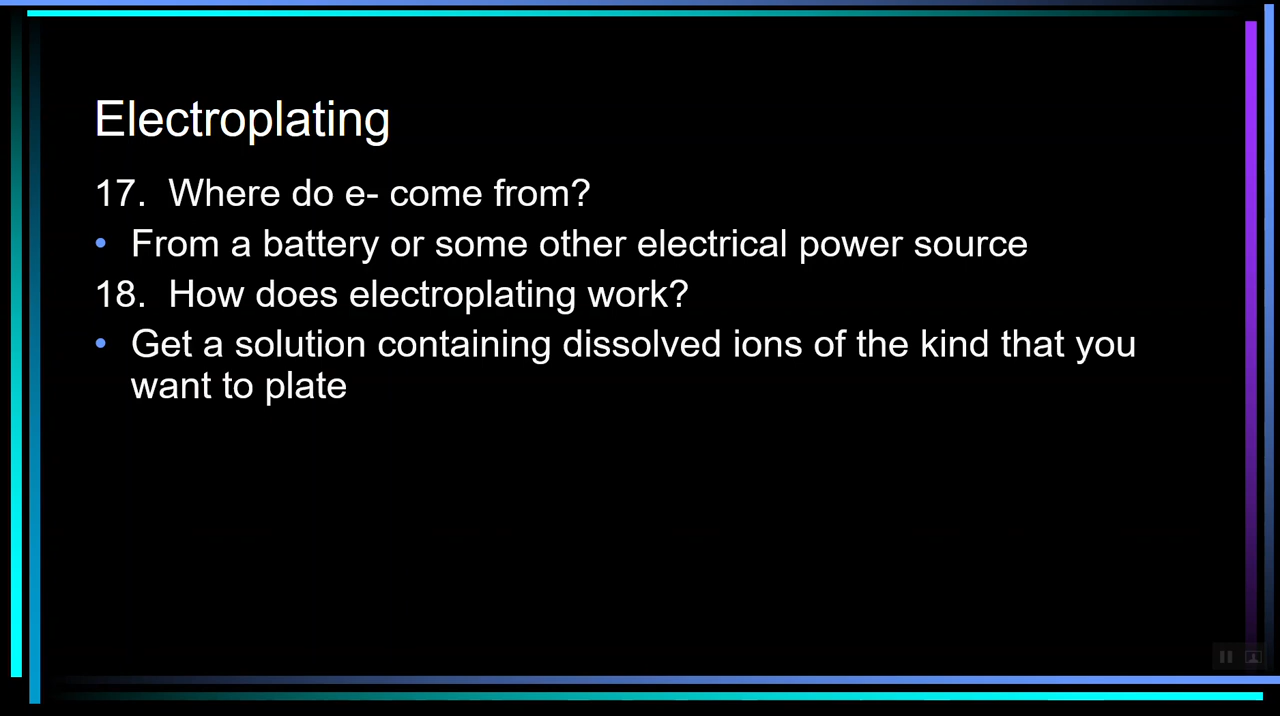 Electroplating
17. Where do e- come from?
• From a battery or some other electrical power source
18. How does electroplating work?
• Get a solution containing dissolved ions of the kind that you
want to plate